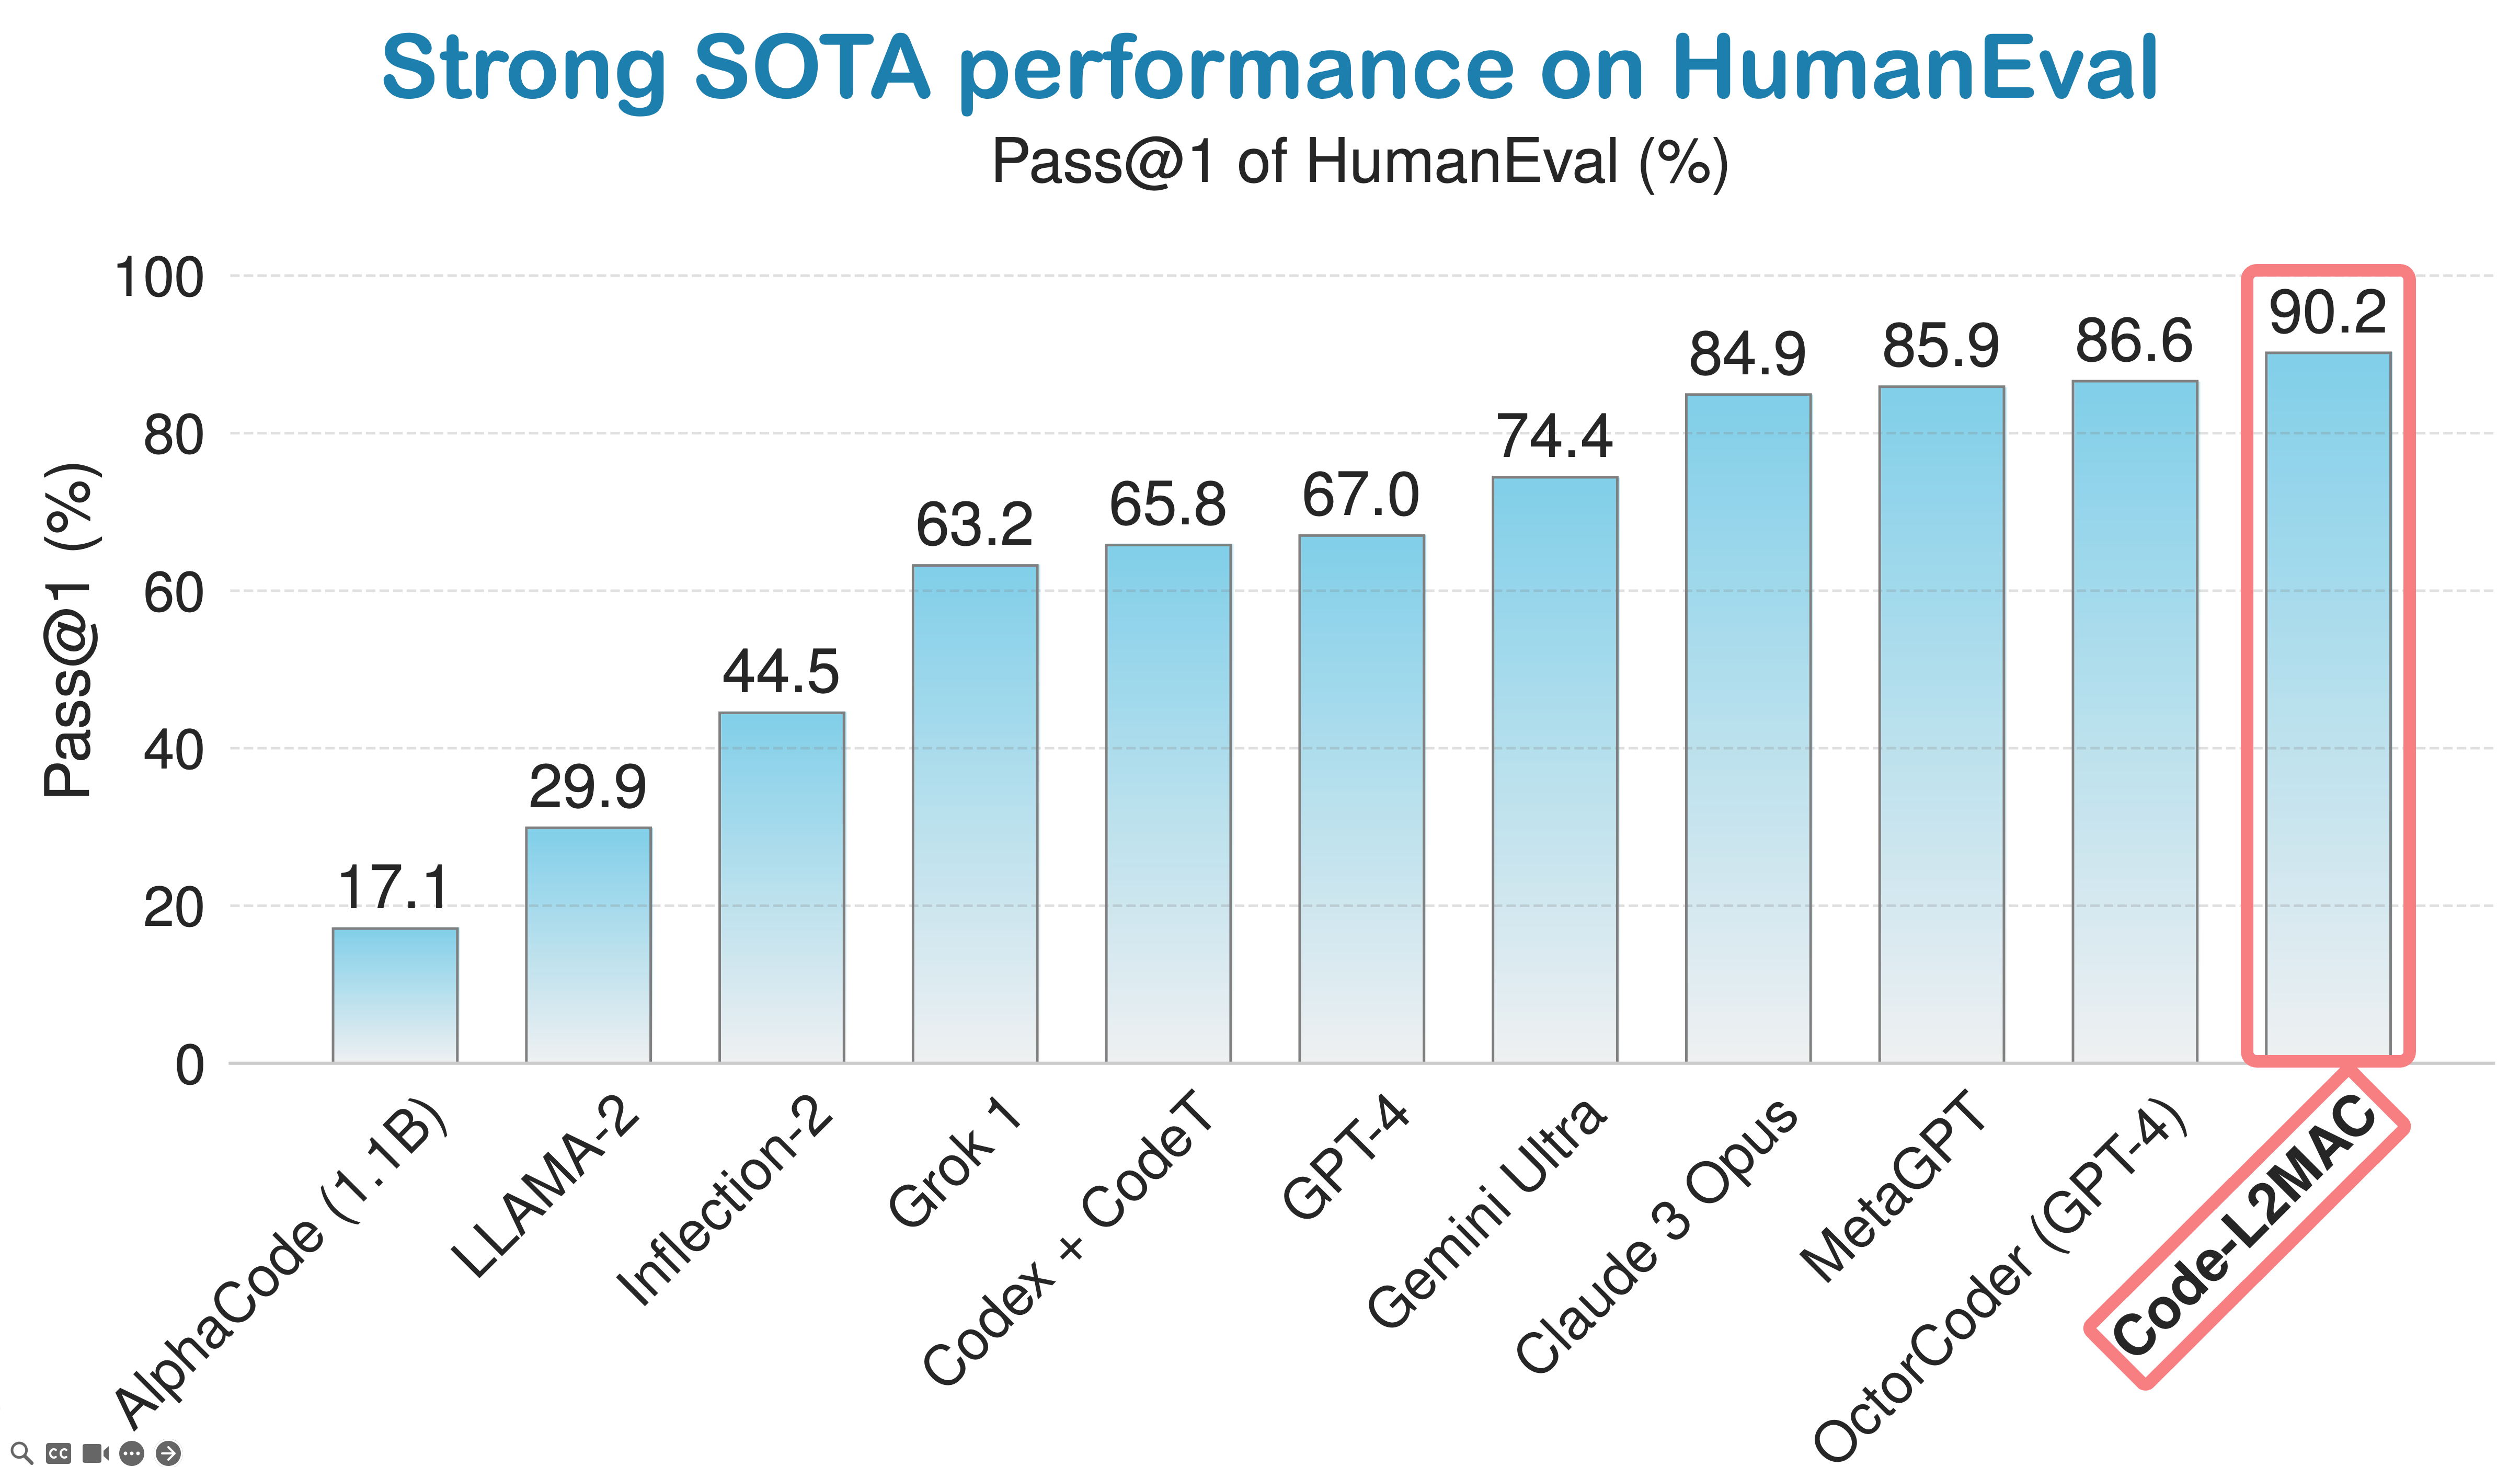 Strong SOTA performance on HumanEval
Pass@1 of HumanEval (%)
Pass@1 (%)
100
80
60
40
20
0
17.1
29.9
44.5
63.2
65.8
67.0
74.4
84.9
85.9
86.6
90.2
AlphaCode (1.1B)
LLAMA-2
Inflection-2
Grok 1
Codex + CodeT
GPT-4
Gemini Ultra
Claude 3 Opus
MetaGPT
OctorCoder (GPT-4)
Code-L2MAC
CC